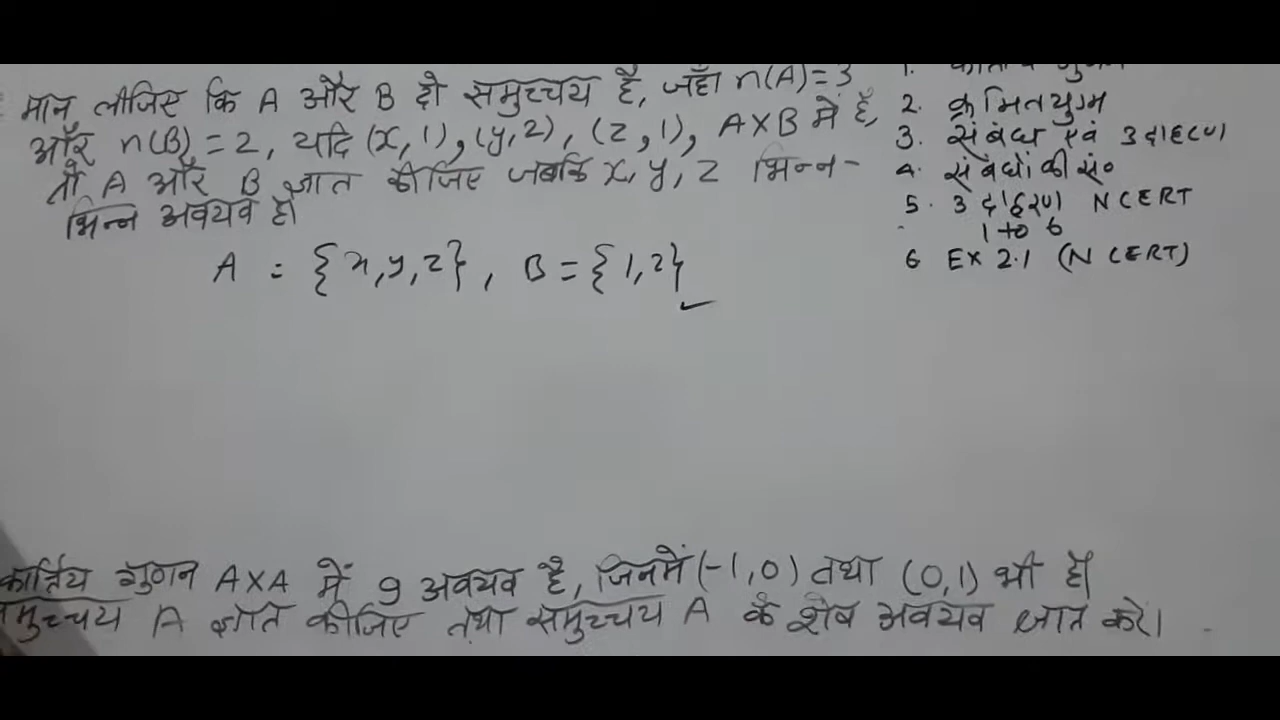 मान लीजिए कि A और B दो समुच्चय है, जहाँ n(A)=3
और n(B)=2, यदि (x,1),(y,2),(z,1), A×B में है,
तो A और B ज्ञात कीजिए जबकि x,y,z भिन्न-
भिन्न अवयव है।
A = {x,y,z}, B={1,2}
2. क्रमितयुग्म
3. संबंध एवं उदाहरण
4. संबंधों की सं०
5. उदाहरण NCERT
1 to 6
6 Ex 2.1 (NCERT)
कार्तिय गुणन A×A में 9 अवयव है, जिनमें (-1,0) तथा (0,1) भी है।
समुच्चय A ज्ञात कीजिए तथा समुच्चय A के शेष अवयव ज्ञात करे।